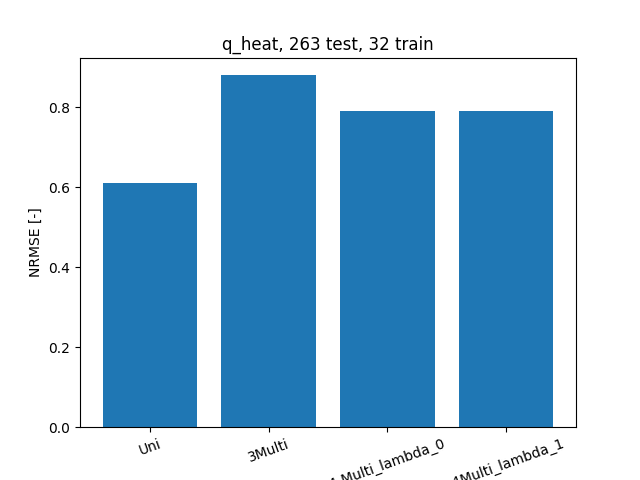 q_heat, 263 test, 32 train
NRMSE [-]
0.8
0.6
0.4
0.2
0.0
Uni
3Multi
Multi_lambda_0
Multi_lambda_1